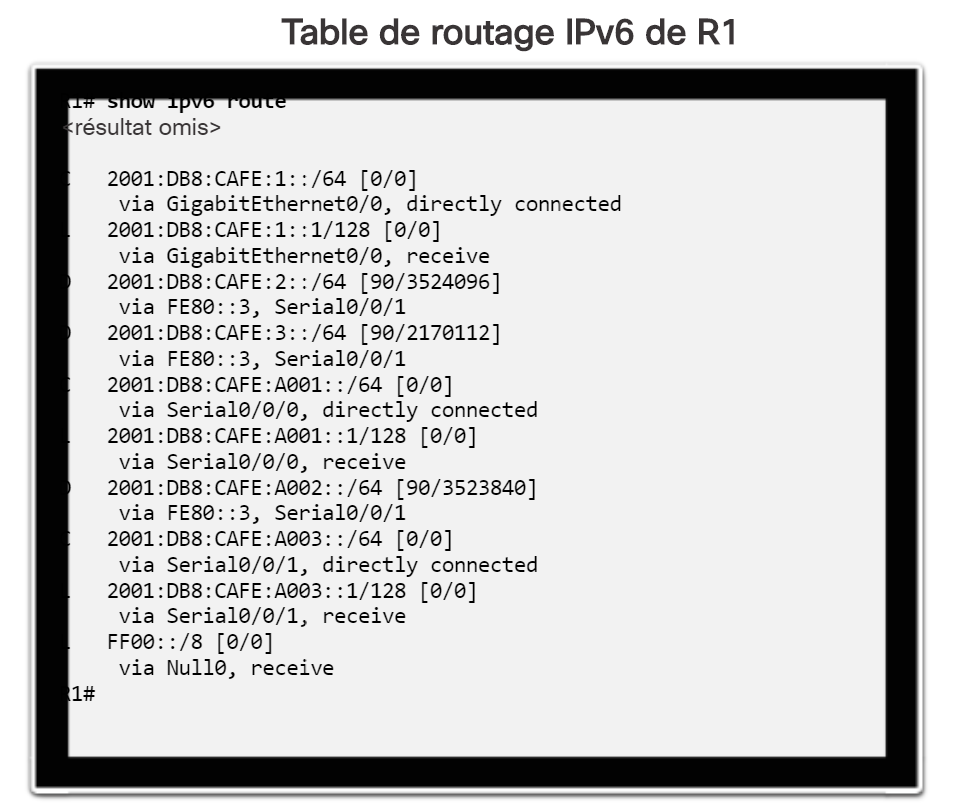 Table de routage IPv6 de R1
R1# show ipv6 route
<résultat omis>
C 2001:DB8:CAFE:1::/64 [0/0]
via GigabitEthernet0/0, directly connected
L 2001:DB8:CAFE:1::1/128 [0/0]
via GigabitEthernet0/0, receive
D 2001:DB8:CAFE:2::/64 [90/3524096]
via FE80::3, Serial0/0/1
D 2001:DB8:CAFE:3::/64 [90/2170112]
via FE80::3, Serial0/0/1
C 2001:DB8:CAFE:A001::/64 [0/0]
via Serial0/0/0, directly connected
L 2001:DB8:CAFE:A001::1/128 [0/0]
via Serial0/0/0, receive
D 2001:DB8:CAFE:A002::/64 [90/3523840]
via FE80::3, Serial0/0/1
C 2001:DB8:CAFE:A003::/64 [0/0]
via Serial0/0/1, directly connected
L 2001:DB8:CAFE:A003::1/128 [0/0]
via Serial0/0/1, receive
L FF00::/8 [0/0]
via Null0, receive
R1#